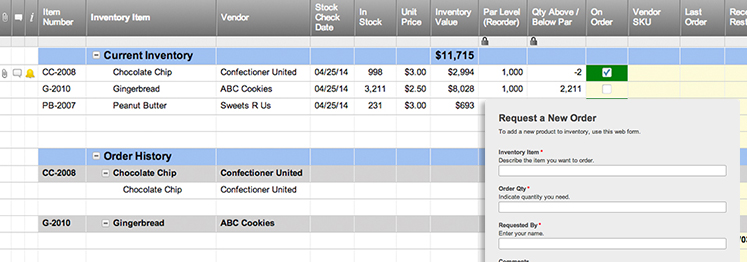 Item Number Inventory Item Vendor Stock Check Date In Stock Unit Price Inventory Value Par Level (Reorder) Qty Above / Below Par On Order Vendor SKU Last Order
Current Inventory $11,715
CC-2008 Chocolate Chip Confectioner United 04/25/14 998 $3.00 $2,994 1,000 -2
G-2010 Gingerbread ABC Cookies 04/25/14 3,211 $2.50 $8,028 1,000 2,211
PB-2007 Peanut Butter Sweets R Us 04/25/14 231 $3.00 $693
Order History
CC-2008 Chocolate Chip Confectioner United
Chocolate Chip Confectioner United
G-2010 Gingerbread ABC Cookies
Request a New Order
To add a new product to inventory, use this web form.
Inventory Item *
Describe the item you want to order.
Order Qty *
Indicate quantity you need.
Requested By *
Enter your name.